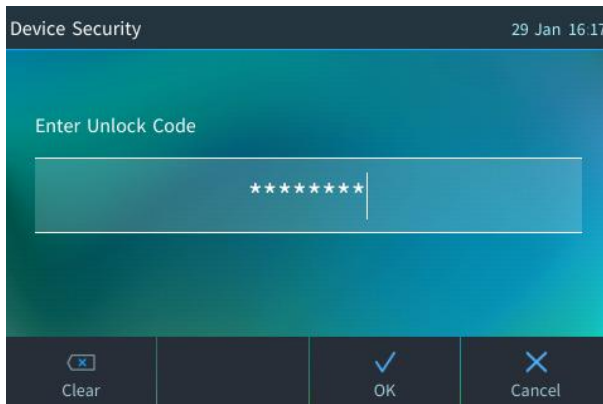 Device Security 29 Jan 16:17
Enter Unlock Code
********
Clear OK Cancel